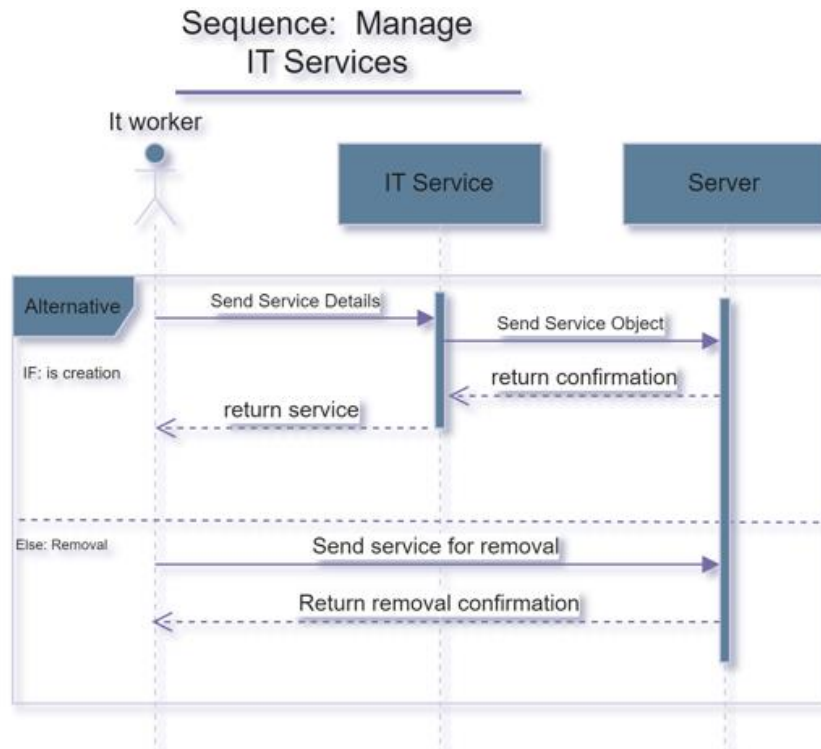 Sequence: Manage
IT Services
It worker
IT Service
Server
Alternative
Send Service Details
Send Service Object
IF: is creation
return confirmation
return service
Else: Removal
Send service for removal
Return removal confirmation